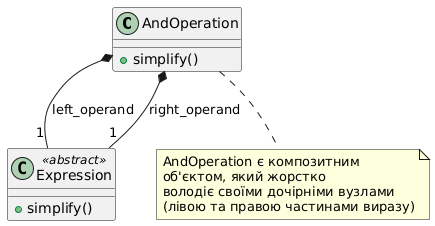 C AndOperation
simplify()
left_operand
right_operand
1
1
C «abstract»
Expression
simplify()
AndOperation є композитним
об'єктом, який жорстко
володіє своїми дочірніми вузлами
(лівою та правою частинами виразу)